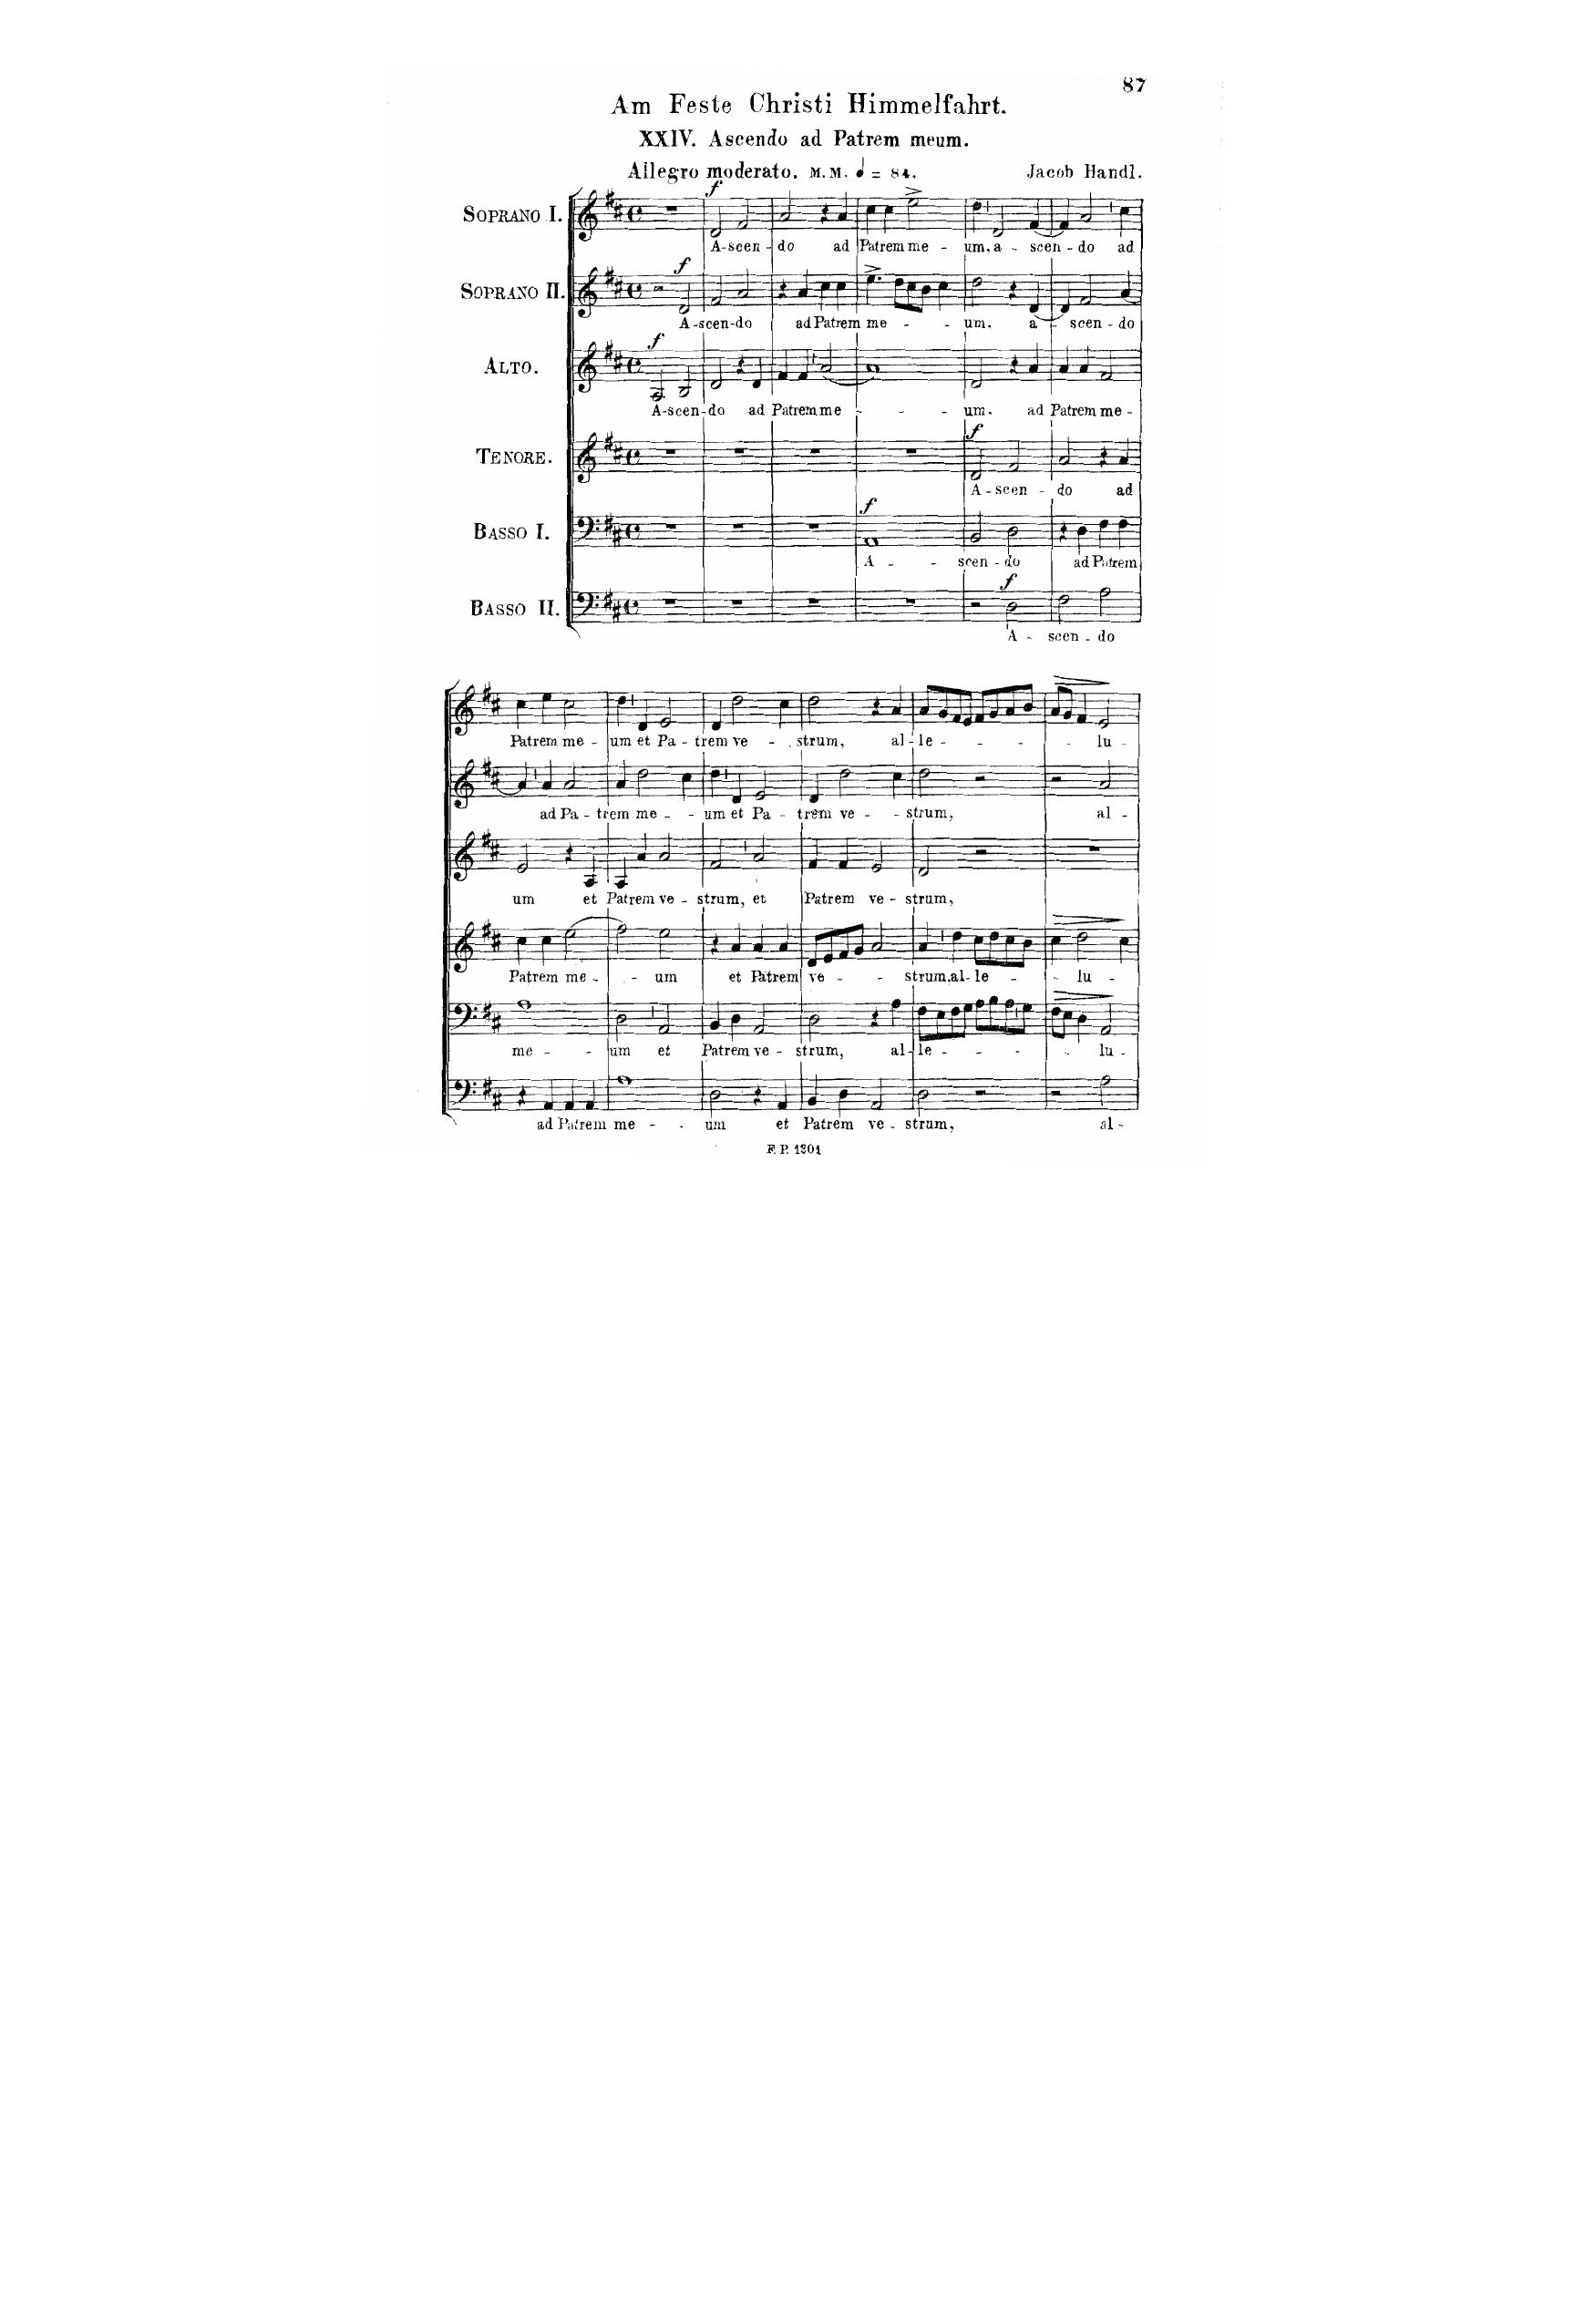 87
Am Feste Christi Himmelfahrt.
XXIV. Ascendo ad Patrem meum.
Allegro moderato. M.M. ♩ = 84. Jacob Handl.
f
SOPRANO I.
A-scen-do ad Patrem me - um, a - scen - do ad
f
SOPRANO II.
A-scen-do ad Patrem me - - um, a - scen - do
f
ALTO.
A-scen-do ad Patrem me - - - um. ad Patrem me -
f
TENORE.
A - scen - do ad
f
BASSO I.
A - - scen - do ad Patrem
f
BASSO II.
A - scen - do
Patrem me - um et Pa - trem ve - strum, al - le - - - - lu -
ad Pa - trem me - - um et Pa - trem ve - - strum, al -
um et Patrem ve - strum, et Patrem ve - strum,
Patrem me - - um et Patrem ve - - strum, al - le - - lu -
me - - um et Patrem ve - strum, al - le - - - - lu -
ad Patrem me - - um et Patrem ve - strum, al -
F. P. 1301